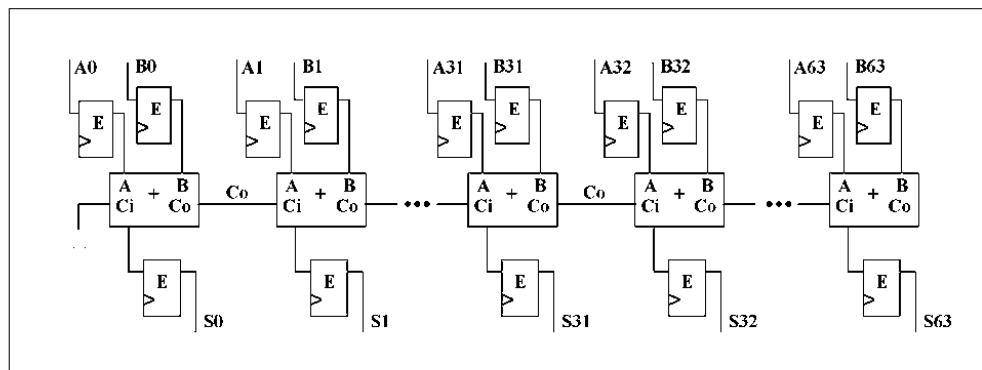 A0 B0 A1 B1 A31 B31 A32 B32 A63 B63
E E E E E E E E E E
A + B A + B A + B A + B A + B
Ci Co Co Ci Co ••• Ci Co Co Ci Co ••• Ci Co
E E E E E
S0 S1 S31 S32 S63